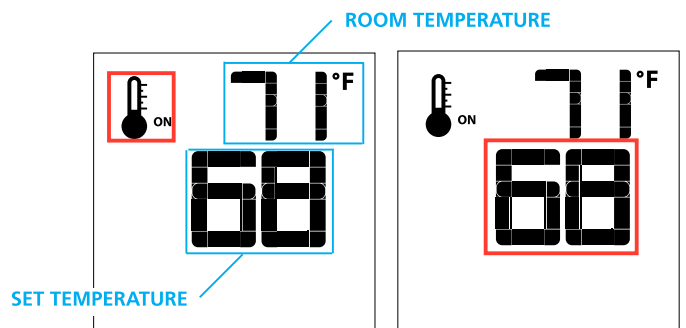 ROOM TEMPERATURE
ON 71 °F
68
SET TEMPERATURE
ON 71 °F
68